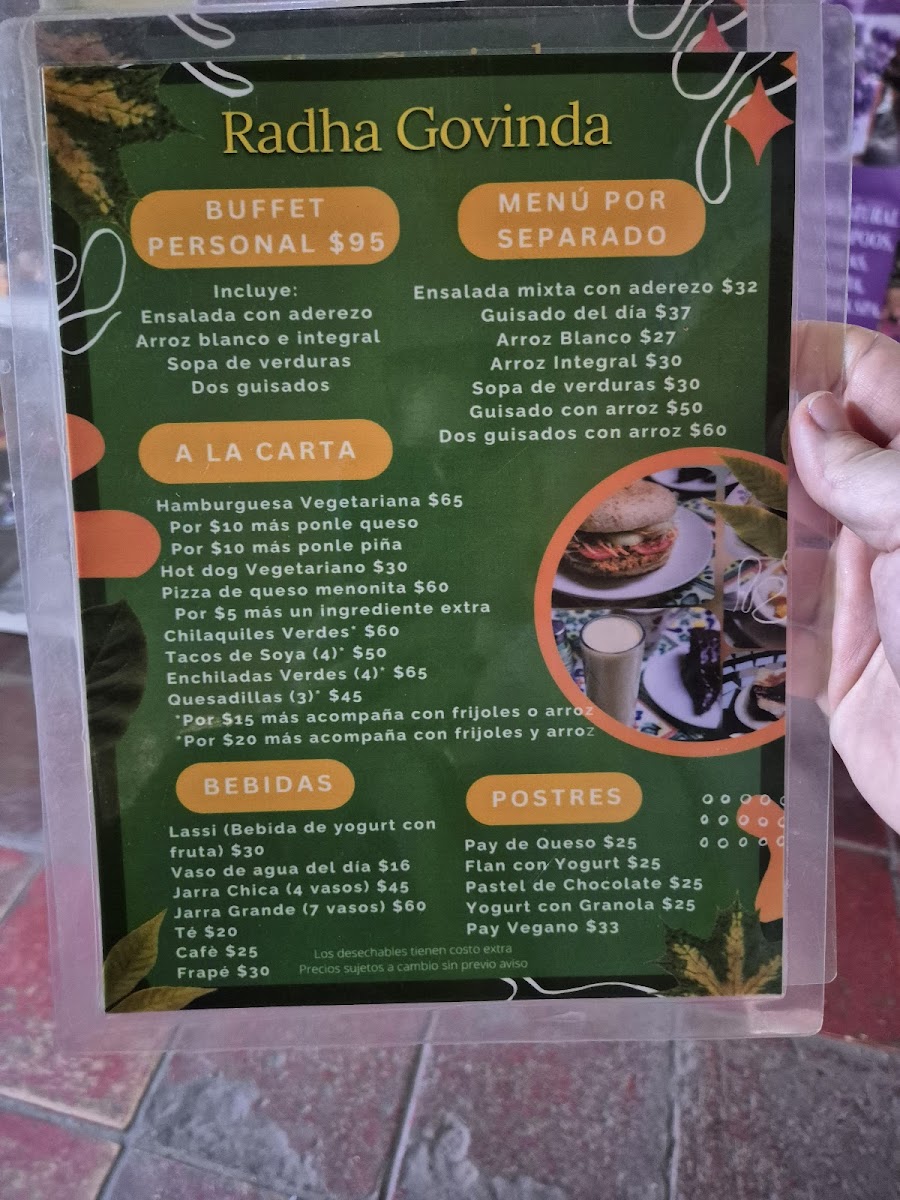 Radha Govinda
BUFFET
PERSONAL $95
Incluye:
Ensalada con aderezo
Arroz blanco e integral
Sopa de verduras
Dos guisados
MENÚ POR
SEPARADO
Ensalada mixta con aderezo $32
Guisado del día $37
Arroz Blanco $27
Arroz Integral $30
Sopa de verduras $30
Guisado con arroz $50
Dos guisados con arroz $60
A LA CARTA
Hamburguesa Vegetariana $65
Por $10 más ponle queso
Por $10 más ponle piña
Hot dog Vegetariano $30
Pizza de queso menonita $60
Por $5 más un ingrediente extra
Chilaquiles Verdes* $60
Tacos de Soya (4)* $50
Enchiladas Verdes (4)* $65
Quesadillas (3)* $45
*Por $15 más acompaña con frijoles o arroz
*Por $20 más acompaña con frijoles y arroz
BEBIDAS
Lassi (Bebida de yogurt con
fruta) $30
Vaso de agua del día $16
Jarra Chica (4 vasos) $45
Jarra Grande (7 vasos) $60
Té $20
Cafè $25
Frapé $30
POSTRES
Pay de Queso $25
Flan con Yogurt $25
Pastel de Chocolate $25
Yogurt con Granola $25
Pay Vegano $33
Los desechables tienen costo extra
Precios sujetos a cambio sin previo aviso